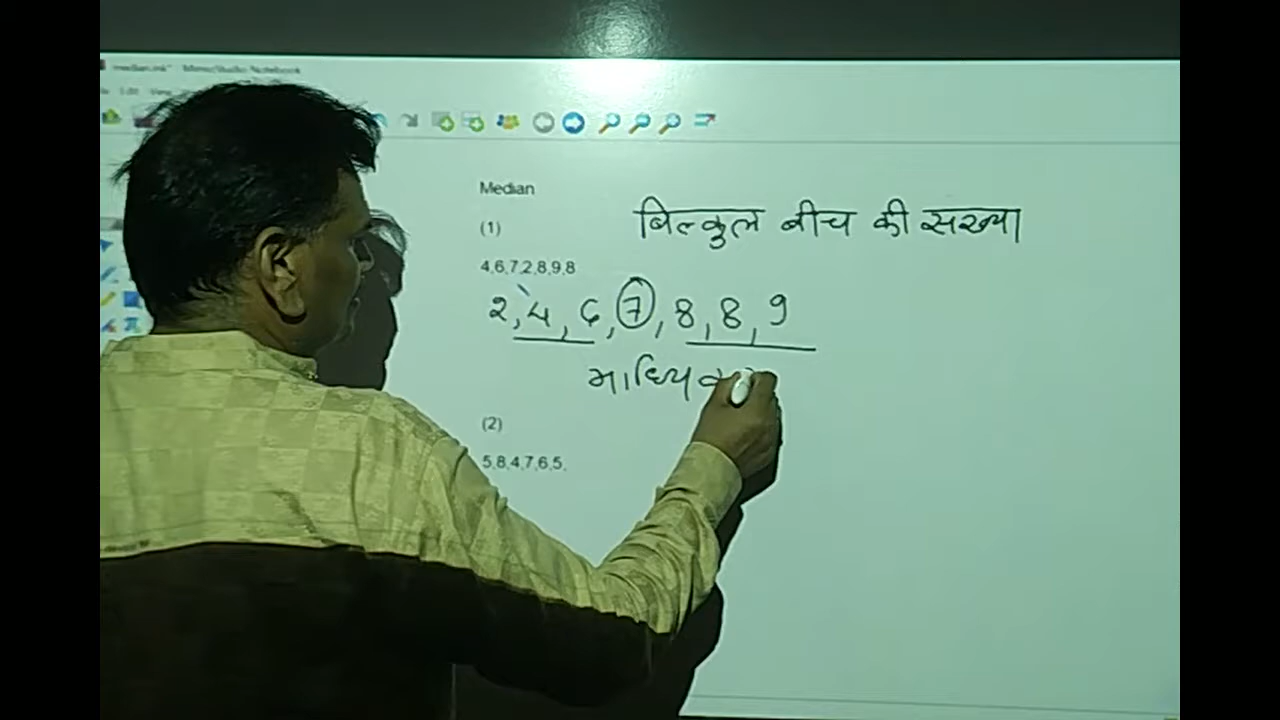 Median
बिल्कुल बीच की सख्या
(1)
4,6,7,2,8,9,8
2,4,6,7,8,8,9
(2)
5,8,4,7,6,5,